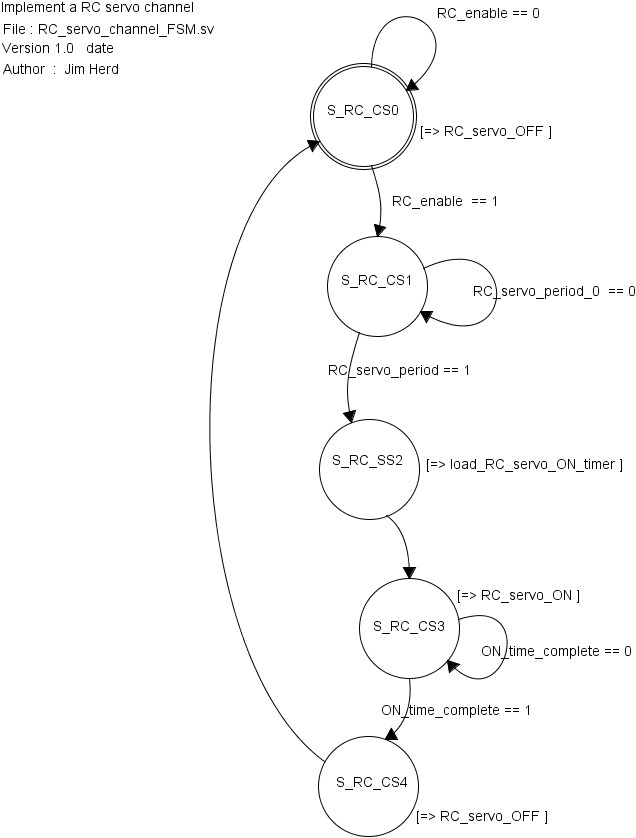 Implement a RC servo channel
File : RC_servo_channel_FSM.sv
Version 1.0 date
Author : Jim Herd
RC_enable == 0
S_RC_CS0
[=> RC_servo_OFF ]
RC_enable == 1
S_RC_CS1
RC_servo_period_0 == 0
RC_servo_period == 1
S_RC_SS2
[=> load_RC_servo_ON_timer ]
[=> RC_servo_ON ]
S_RC_CS3
ON_time_complete == 0
ON_time_complete == 1
S_RC_CS4
[=> RC_servo_OFF ]